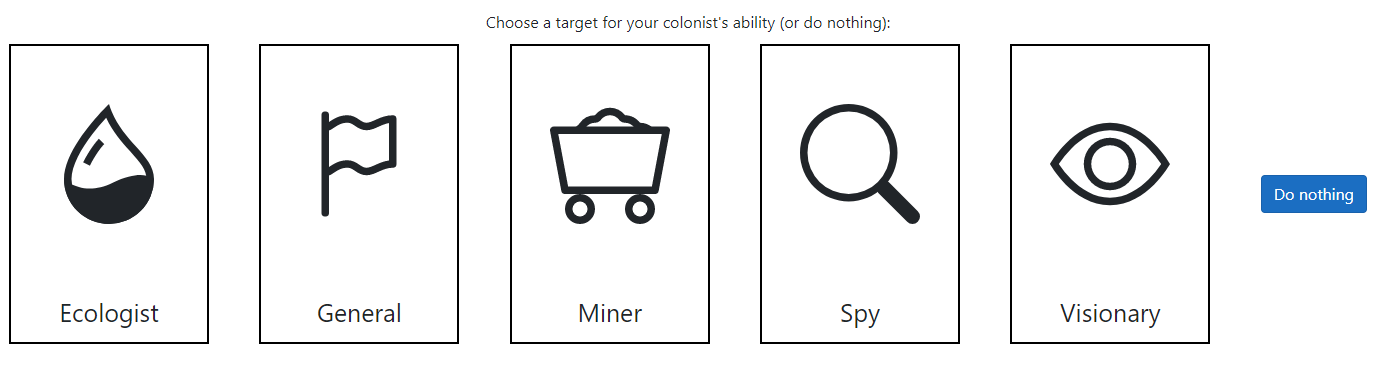 Choose a target for your colonist's ability (or do nothing):
Ecologist
General
Miner
Spy
Visionary
Do nothing